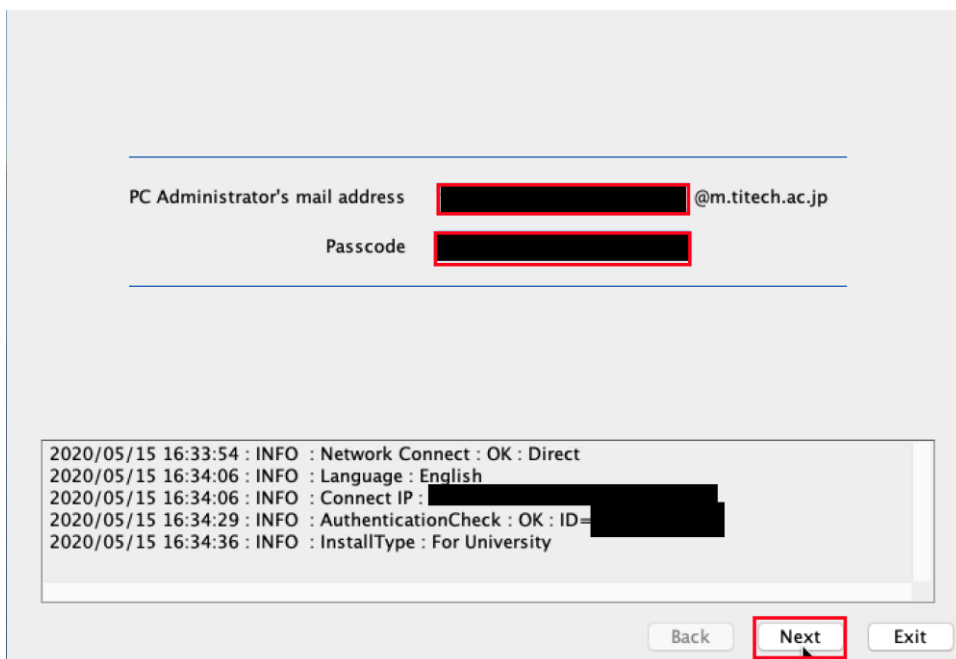 PC Administrator's mail address @m.titech.ac.jp
Passcode
2020/05/15 16:33:54 : INFO : Network Connect : OK : Direct
2020/05/15 16:34:06 : INFO : Language : English
2020/05/15 16:34:06 : INFO : Connect IP :
2020/05/15 16:34:29 : INFO : AuthenticationCheck : OK : ID=
2020/05/15 16:34:36 : INFO : InstallType : For University
Back Next Exit